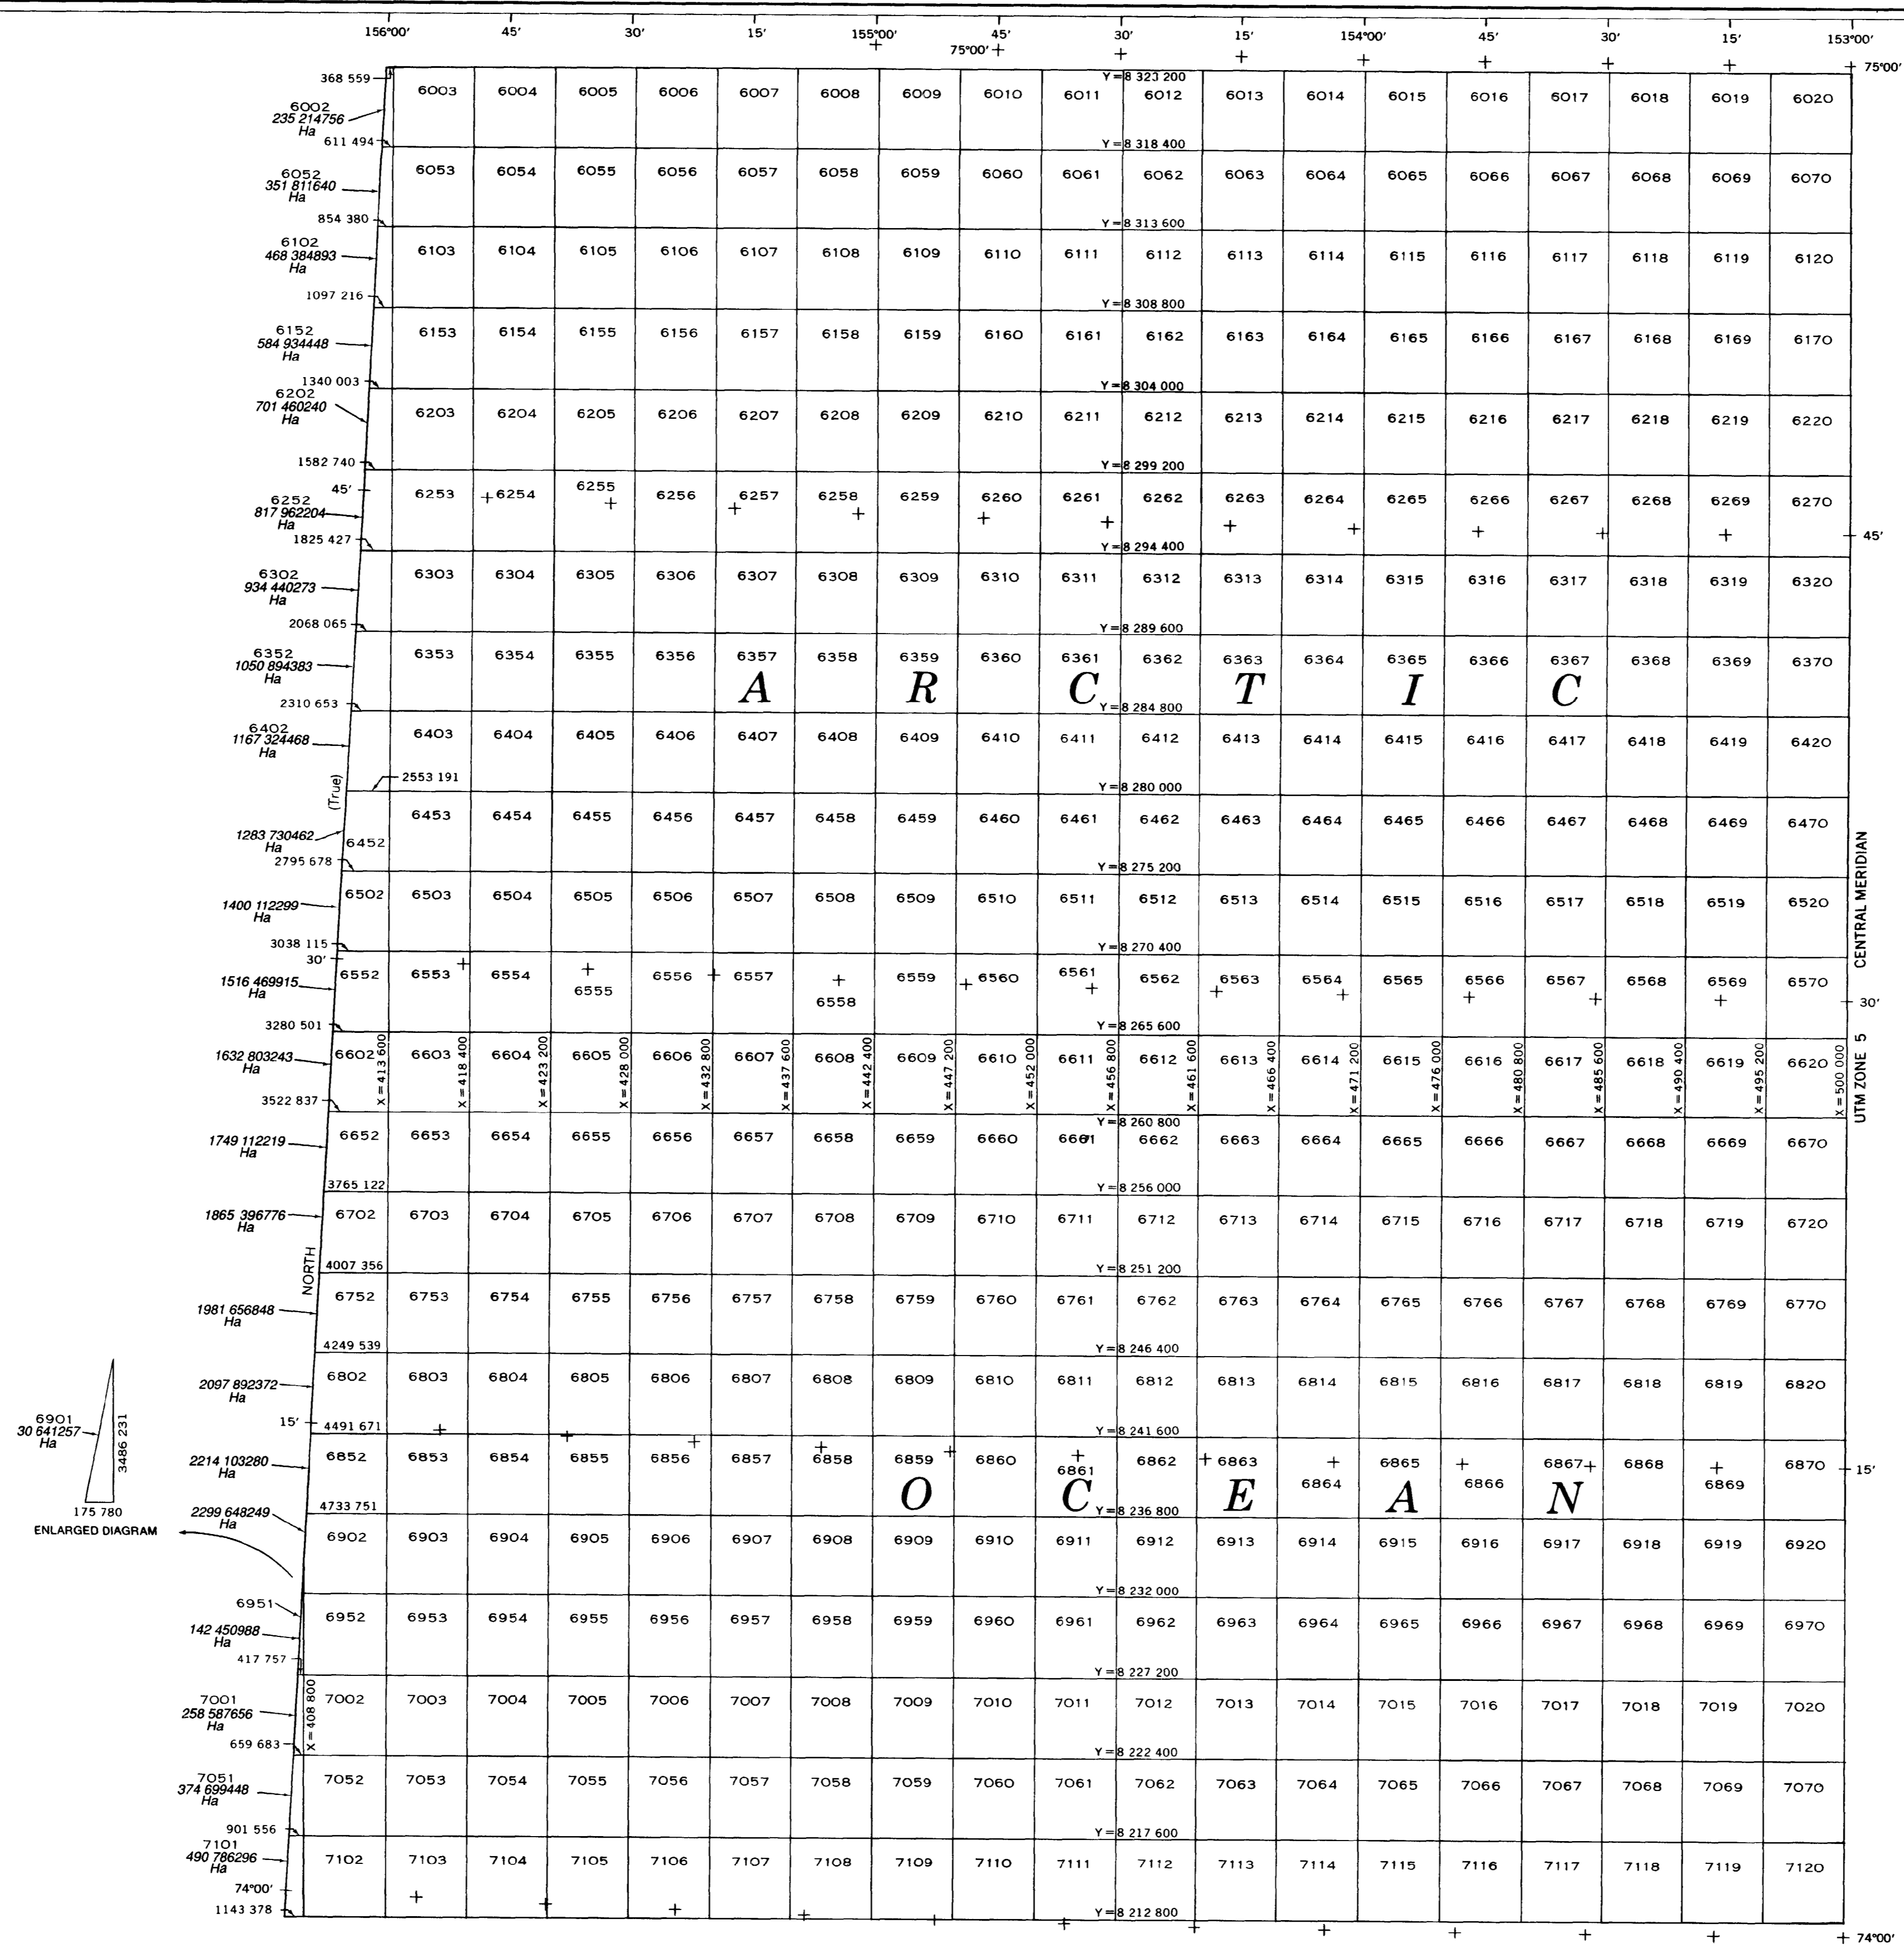 156°00' 45' 30' 15' 155°00' 45' 30' 15' 154°00' 45' 30' 15' 153°00'
75°00' 75°00'
368 559 Y = 8 323 200
6003 6004 6005 6006 6007 6008 6009 6010 6011 6012 6013 6014 6015 6016 6017 6018 6019 6020
6002
235 214756
Ha
611 494 Y = 8 318 400
6053 6054 6055 6056 6057 6058 6059 6060 6061 6062 6063 6064 6065 6066 6067 6068 6069 6070
6052
351 811640
Ha
854 380 Y = 8 313 600
6103 6104 6105 6106 6107 6108 6109 6110 6111 6112 6113 6114 6115 6116 6117 6118 6119 6120
6102
468 384893
Ha
1097 216 Y = 8 308 800
6153 6154 6155 6156 6157 6158 6159 6160 6161 6162 6163 6164 6165 6166 6167 6168 6169 6170
6152
584 934448
Ha
1340 003 Y = 8 304 000
6202
701 460240
Ha
6203 6204 6205 6206 6207 6208 6209 6210 6211 6212 6213 6214 6215 6216 6217 6218 6219 6220
1582 740 Y = 8 299 200
45'
6253 6254 6255 6256 6257 6258 6259 6260 6261 6262 6263 6264 6265 6266 6267 6268 6269 6270
6252
817 962204
Ha
45'
1825 427 Y = 8 294 400
6303 6304 6305 6306 6307 6308 6309 6310 6311 6312 6313 6314 6315 6316 6317 6318 6319 6320
6302
934 440273
Ha
2068 065 Y = 8 289 600
6352
1050 894383
Ha
6353 6354 6355 6356 6357 6358 6359 6360 6361 6362 6363 6364 6365 6366 6367 6368 6369 6370
A R C T I C
2310 653 Y = 8 284 800
6402
1167 324468
Ha
6403 6404 6405 6406 6407 6408 6409 6410 6411 6412 6413 6414 6415 6416 6417 6418 6419 6420
2553 191 Y = 8 280 000
(True)
6453 6454 6455 6456 6457 6458 6459 6460 6461 6462 6463 6464 6465 6466 6467 6468 6469 6470
1283 730462
Ha
6452
2795 678 Y = 8 275 200
CENTRAL MERIDIAN
6502 6503 6504 6505 6506 6507 6508 6509 6510 6511 6512 6513 6514 6515 6516 6517 6518 6519 6520
1400 112299
Ha
3038 115 Y = 8 270 400
30'
6552 6553 6554 6555 6556 6557 6558 6559 6560 6561 6562 6563 6564 6565 6566 6567 6568 6569 6570
1516 469915
Ha
30'
3280 501 Y = 8 265 600
6602 6603 6604 6605 6606 6607 6608 6609 6610 6611 6612 6613 6614 6615 6616 6617 6618 6619 6620
1632 803243
Ha
X = 413 600 X = 418 400 X = 423 200 X = 428 000 X = 432 800 X = 437 600 X = 442 400 X = 447 200 X = 452 000 X = 456 800 X = 461 600 X = 466 400 X = 471 200 X = 476 000 X = 480 800 X = 485 600 X = 490 400 X = 495 200 X = 500 000
UTM ZONE 5
3522 837 Y = 8 260 800
6652 6653 6654 6655 6656 6657 6658 6659 6660 6661 6662 6663 6664 6665 6666 6667 6668 6669 6670
1749 112219
Ha
3765 122 Y = 8 256 000
6702 6703 6704 6705 6706 6707 6708 6709 6710 6711 6712 6713 6714 6715 6716 6717 6718 6719 6720
1865 396776
Ha
NORTH
4007 356 Y = 8 251 200
6752 6753 6754 6755 6756 6757 6758 6759 6760 6761 6762 6763 6764 6765 6766 6767 6768 6769 6770
1981 656848
Ha
4249 539 Y = 8 246 400
6802 6803 6804 6805 6806 6807 6808 6809 6810 6811 6812 6813 6814 6815 6816 6817 6818 6819 6820
2097 892372
Ha
15'
4491 671 Y = 8 241 600
6852 6853 6854 6855 6856 6857 6858 6859 6860 6861 6862 6863 6864 6865 6866 6867 6868 6869 6870
2214 103280
Ha
15'
O C E A N
4733 751 Y = 8 236 800
6901
30 641257
Ha
3486 231
175 780
ENLARGED DIAGRAM
2299 648249
Ha
6902 6903 6904 6905 6906 6907 6908 6909 6910 6911 6912 6913 6914 6915 6916 6917 6918 6919 6920
Y = 8 232 000
6951
142 450988
Ha
6952 6953 6954 6955 6956 6957 6958 6959 6960 6961 6962 6963 6964 6965 6966 6967 6968 6969 6970
417 757 Y = 8 227 200
7001
258 587656
Ha
X = 408 800
7002 7003 7004 7005 7006 7007 7008 7009 7010 7011 7012 7013 7014 7015 7016 7017 7018 7019 7020
659 683 Y = 8 222 400
7051
374 699448
Ha
7052 7053 7054 7055 7056 7057 7058 7059 7060 7061 7062 7063 7064 7065 7066 7067 7068 7069 7070
901 556 Y = 8 217 600
7101
490 786296
Ha
7102 7103 7104 7105 7106 7107 7108 7109 7110 7111 7112 7113 7114 7115 7116 7117 7118 7119 7120
74°00'
1143 378 Y = 8 212 800
74°00'